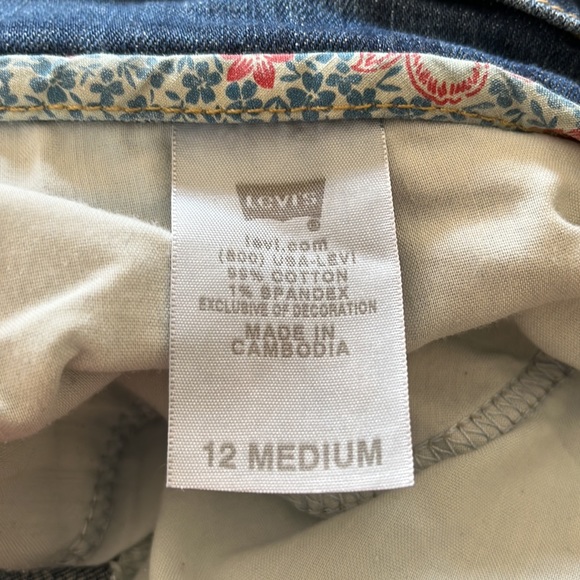 LEVI'S
®
levi.com
(800) USA-LEVI
99% COTTON
1% SPANDEX
EXCLUSIVE OF DECORATION
MADE IN
CAMBODIA
12 MEDIUM